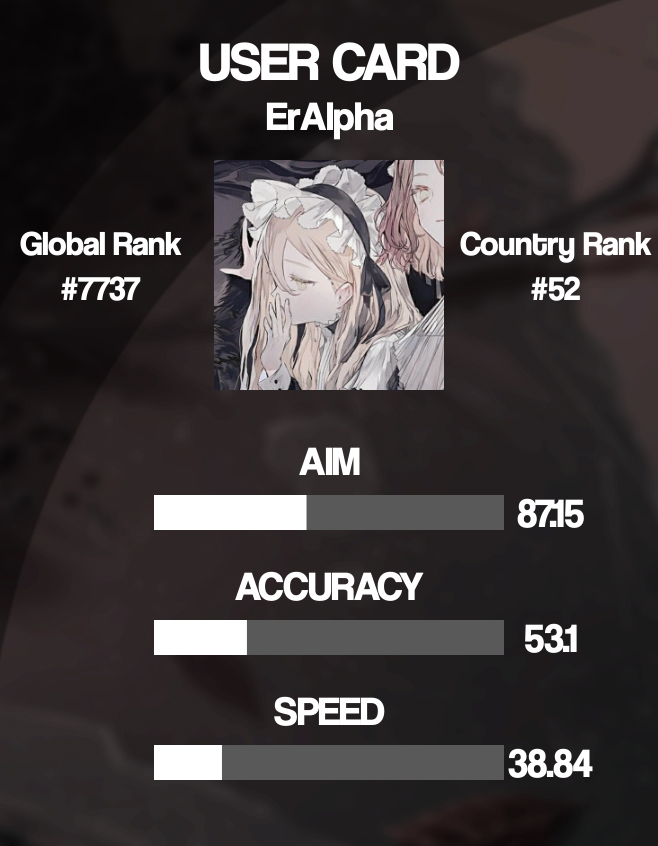 USER CARD
ErAlpha
Global Rank
#7737
Country Rank
#52
AIM
87.15
ACCURACY
53.1
SPEED
38.84